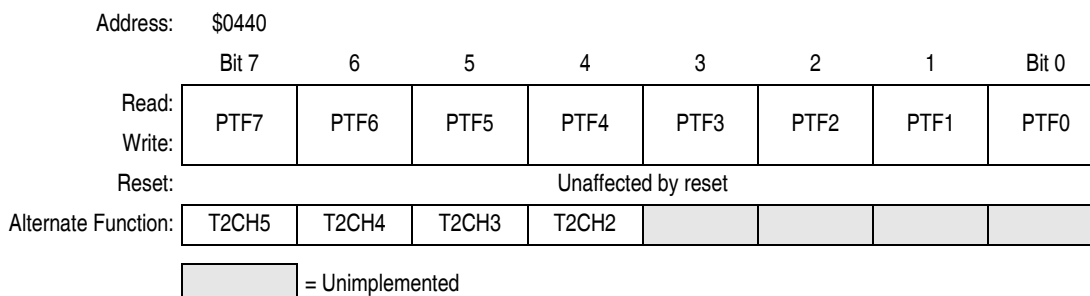 Address: $0440
Bit 7 6 5 4 3 2 1 Bit 0
Read:
PTF7 PTF6 PTF5 PTF4 PTF3 PTF2 PTF1 PTF0
Write:
Reset: Unaffected by reset
Alternate Function: T2CH5 T2CH4 T2CH3 T2CH2
= Unimplemented